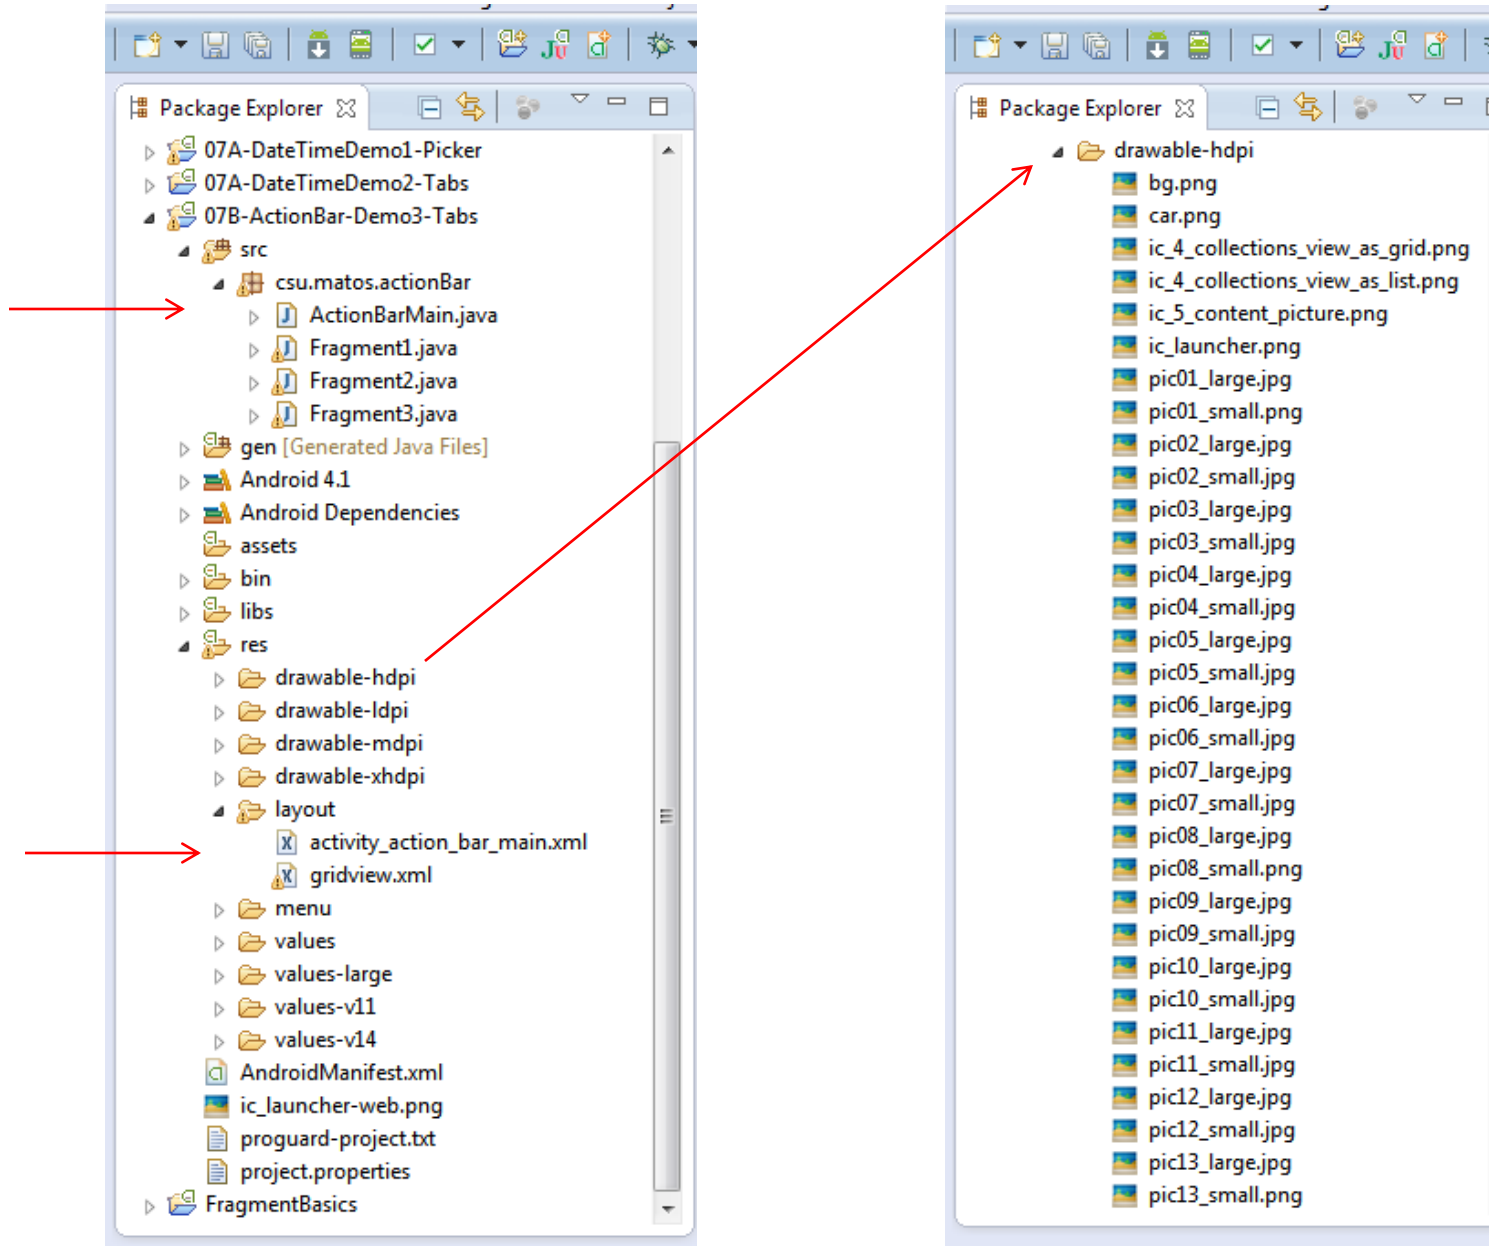 Package Explorer
07A-DateTimeDemo1-Picker
07A-DateTimeDemo2-Tabs
07B-ActionBar-Demo3-Tabs
src
csu.matos.actionBar
ActionBarMain.java
Fragment1.java
Fragment2.java
Fragment3.java
gen [Generated Java Files]
Android 4.1
Android Dependencies
assets
bin
libs
res
drawable-hdpi
drawable-ldpi
drawable-mdpi
drawable-xhdpi
layout
activity_action_bar_main.xml
gridview.xml
menu
values
values-large
values-v11
values-v14
AndroidManifest.xml
ic_launcher-web.png
proguard-project.txt
project.properties
FragmentBasics
Package Explorer
drawable-hdpi
bg.png
car.png
ic_4_collections_view_as_grid.png
ic_4_collections_view_as_list.png
ic_5_content_picture.png
ic_launcher.png
pic01_large.jpg
pic01_small.png
pic02_large.jpg
pic02_small.jpg
pic03_large.jpg
pic03_small.jpg
pic04_large.jpg
pic04_small.jpg
pic05_large.jpg
pic05_small.jpg
pic06_large.jpg
pic06_small.jpg
pic07_large.jpg
pic07_small.jpg
pic08_large.jpg
pic08_small.png
pic09_large.jpg
pic09_small.jpg
pic10_large.jpg
pic10_small.jpg
pic11_large.jpg
pic11_small.jpg
pic12_large.jpg
pic12_small.jpg
pic13_large.jpg
pic13_small.png